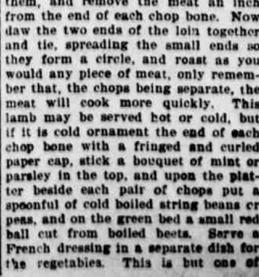 them, and remove the meat an inch
from the end of each chop bone. Now
daw the two ends of the loin together
and tie, spreading the small ends so
they form a circle, and roast as you
would any piece of meat, only remem-
ber that, the chops being separate, the
meat will cook more quickly. This
lamb may be served hot or cold, but
if it is cold ornament the end of each
chop bone with a fringed and curled
paper cap, stick a bouquet of mint or
parsley in the top, and upon the plat-
ter beside each pair of chops put a
spoonful of cold boiled string beans or
peas, and on the green bed a small red
ball cut from boiled beets. Serve a
French dressing in a separate dish for
the vegetables. This is but one of